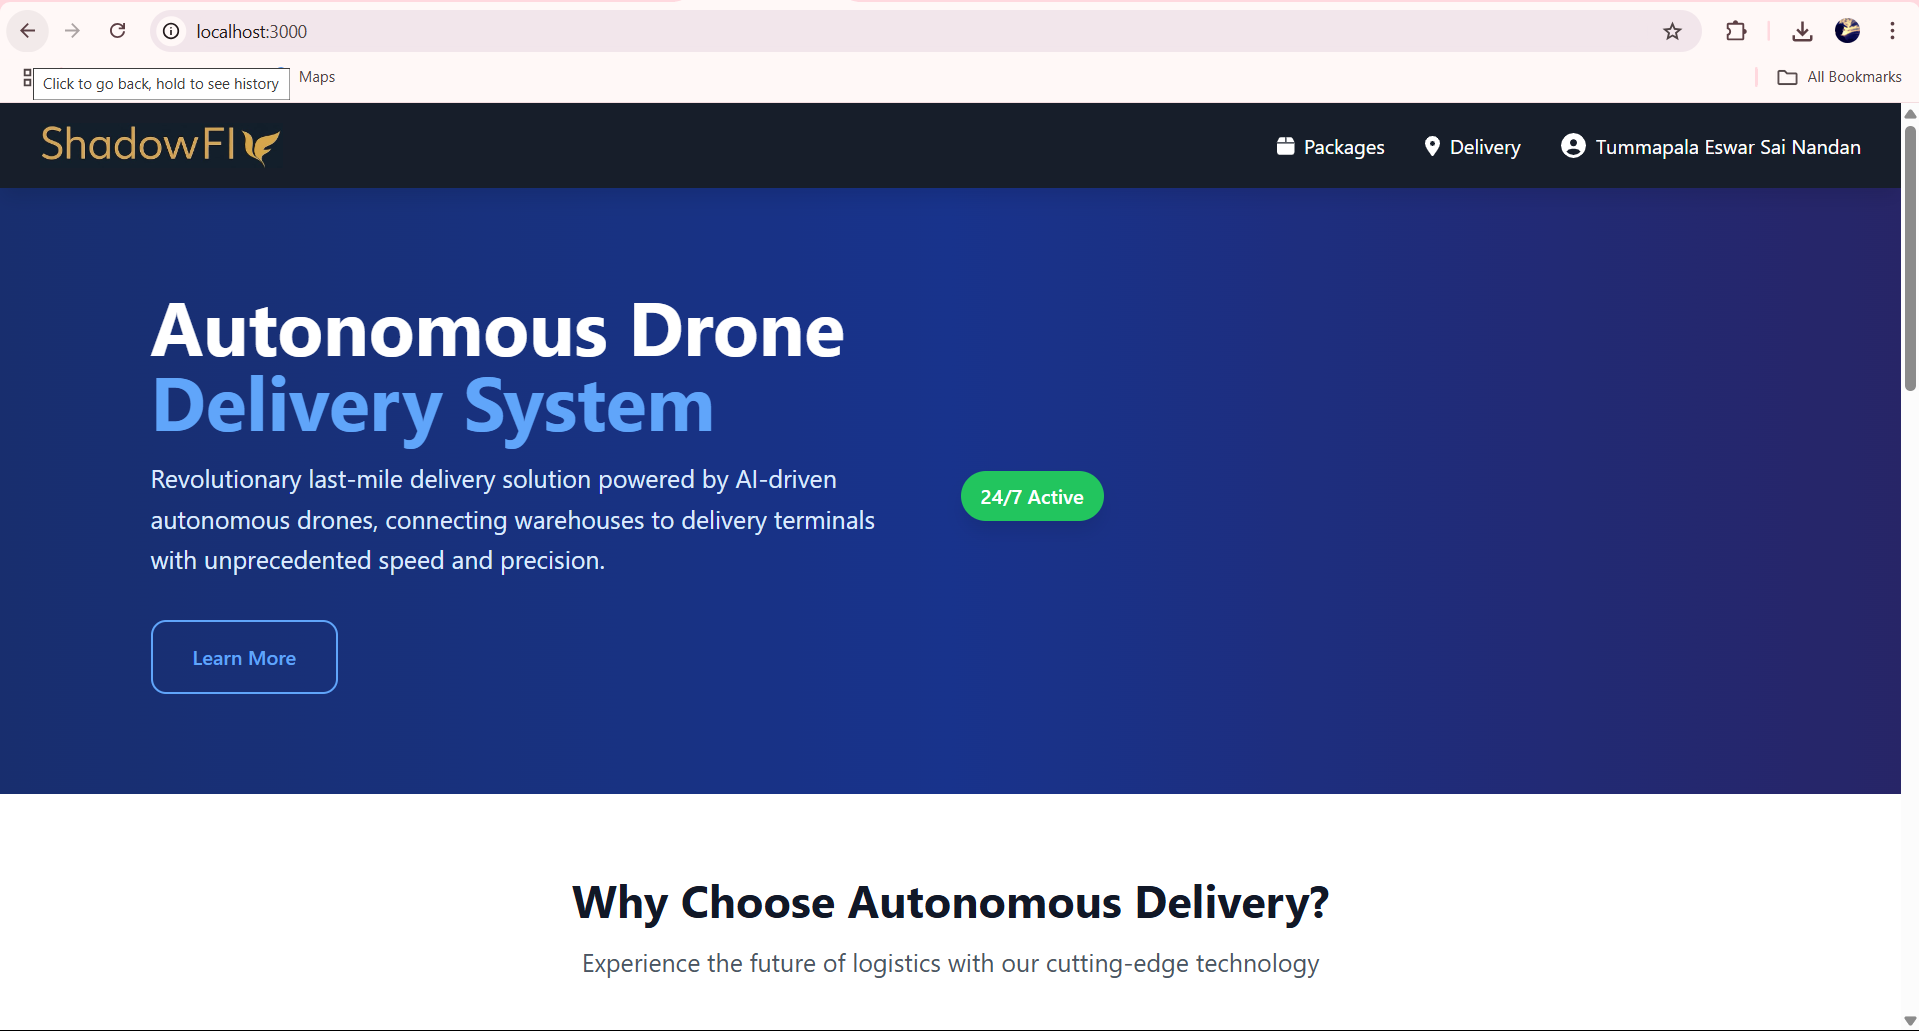 localhost:3000
Click to go back, hold to see history
Maps
All Bookmarks
ShadowFl
Packages
Delivery
Tummapala Eswar Sai Nandan
Autonomous Drone
Delivery System
Revolutionary last-mile delivery solution powered by AI-driven
autonomous drones, connecting warehouses to delivery terminals
with unprecedented speed and precision.
24/7 Active
Learn More
Why Choose Autonomous Delivery?
Experience the future of logistics with our cutting-edge technology